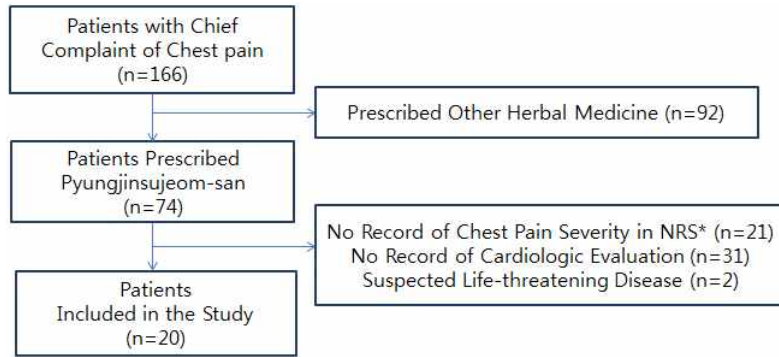 Patients with Chief
Complaint of Chest pain
(n=166)
Prescribed Other Herbal Medicine (n=92)
Patients Prescribed
Pyungjinsujeom-san
(n=74)
No Record of Chest Pain Severity in NRS* (n=21)
No Record of Cardiologic Evaluation (n=31)
Suspected Life-threatening Disease (n=2)
Patients
Included in the Study
(n=20)